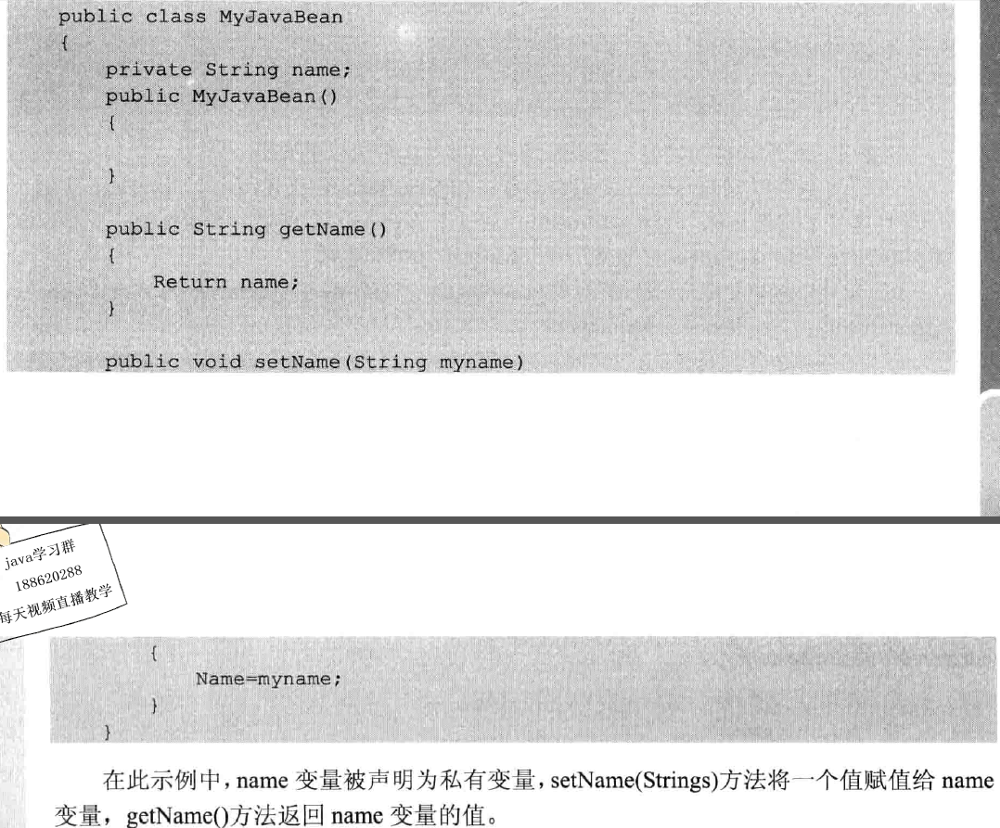 public class MyJavaBean
{
private String name;
public MyJavaBean()
{
}
public String getName()
{
Return name;
}
public void setName(String myname)
java学习群
188620288
每天视频直播教学
{
Name=myname;
}
}
在此示例中，name 变量被声明为私有变量，setName(Strings)方法将一个值赋值给 name
变量，getName()方法返回 name 变量的值。